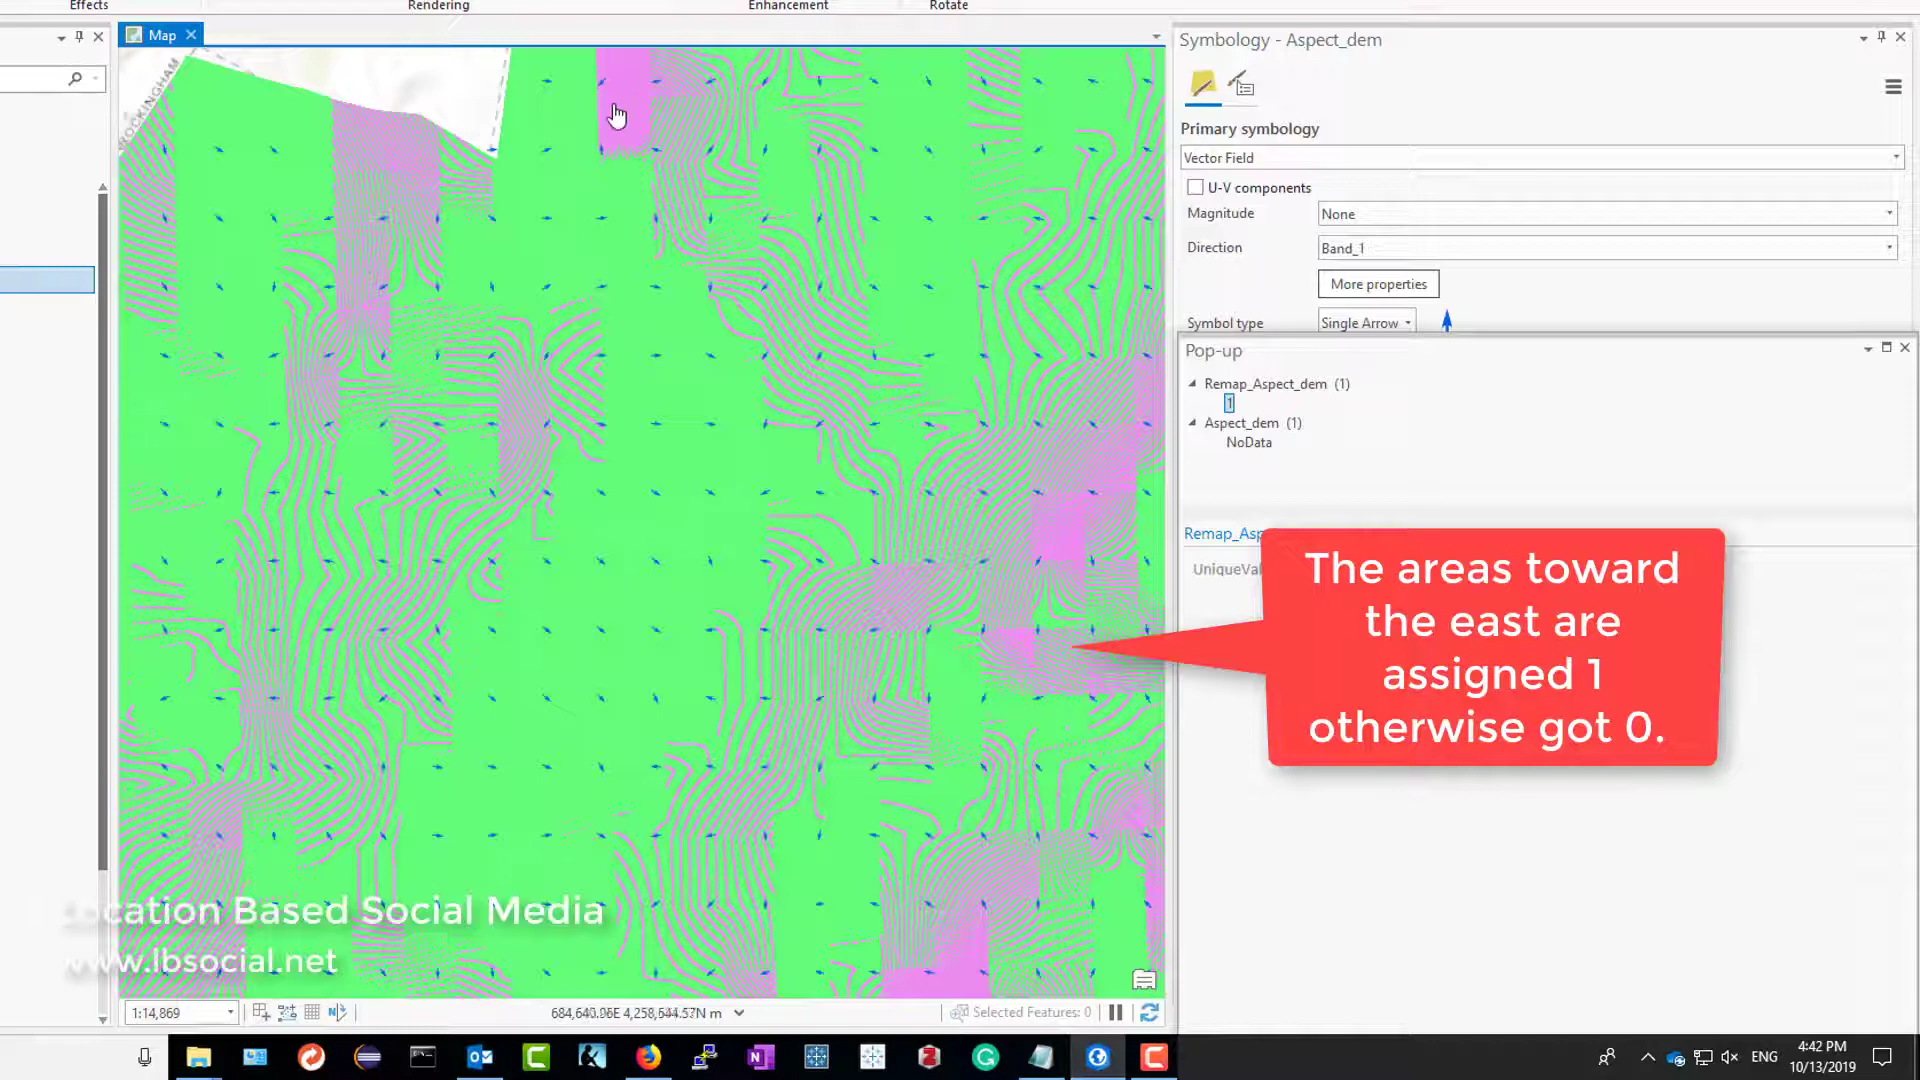 Effects
Rendering
Enhancement
Rotate
Map
Symbology - Aspect_dem
Primary symbology
Vector Field
U-V components
Magnitude
None
Direction
Band_1
More properties
Symbol type
Single Arrow
Pop-up
Remap_Aspect_dem (1)
1
Aspect_dem (1)
NoData
Remap_Asp
UniqueVal
The areas toward
the east are
assigned 1
otherwise got 0.
ROCKINGHAM
Location Based Social Media
www.lbsocial.net
1:14,869
Selected Features: 0
ENG
4:42 PM
10/13/2019